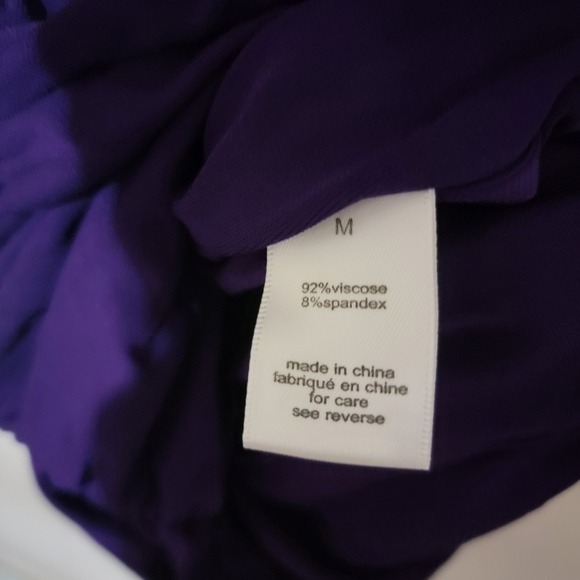 M
92%viscose
8%spandex
made in china
fabriqué en chine
for care
see reverse